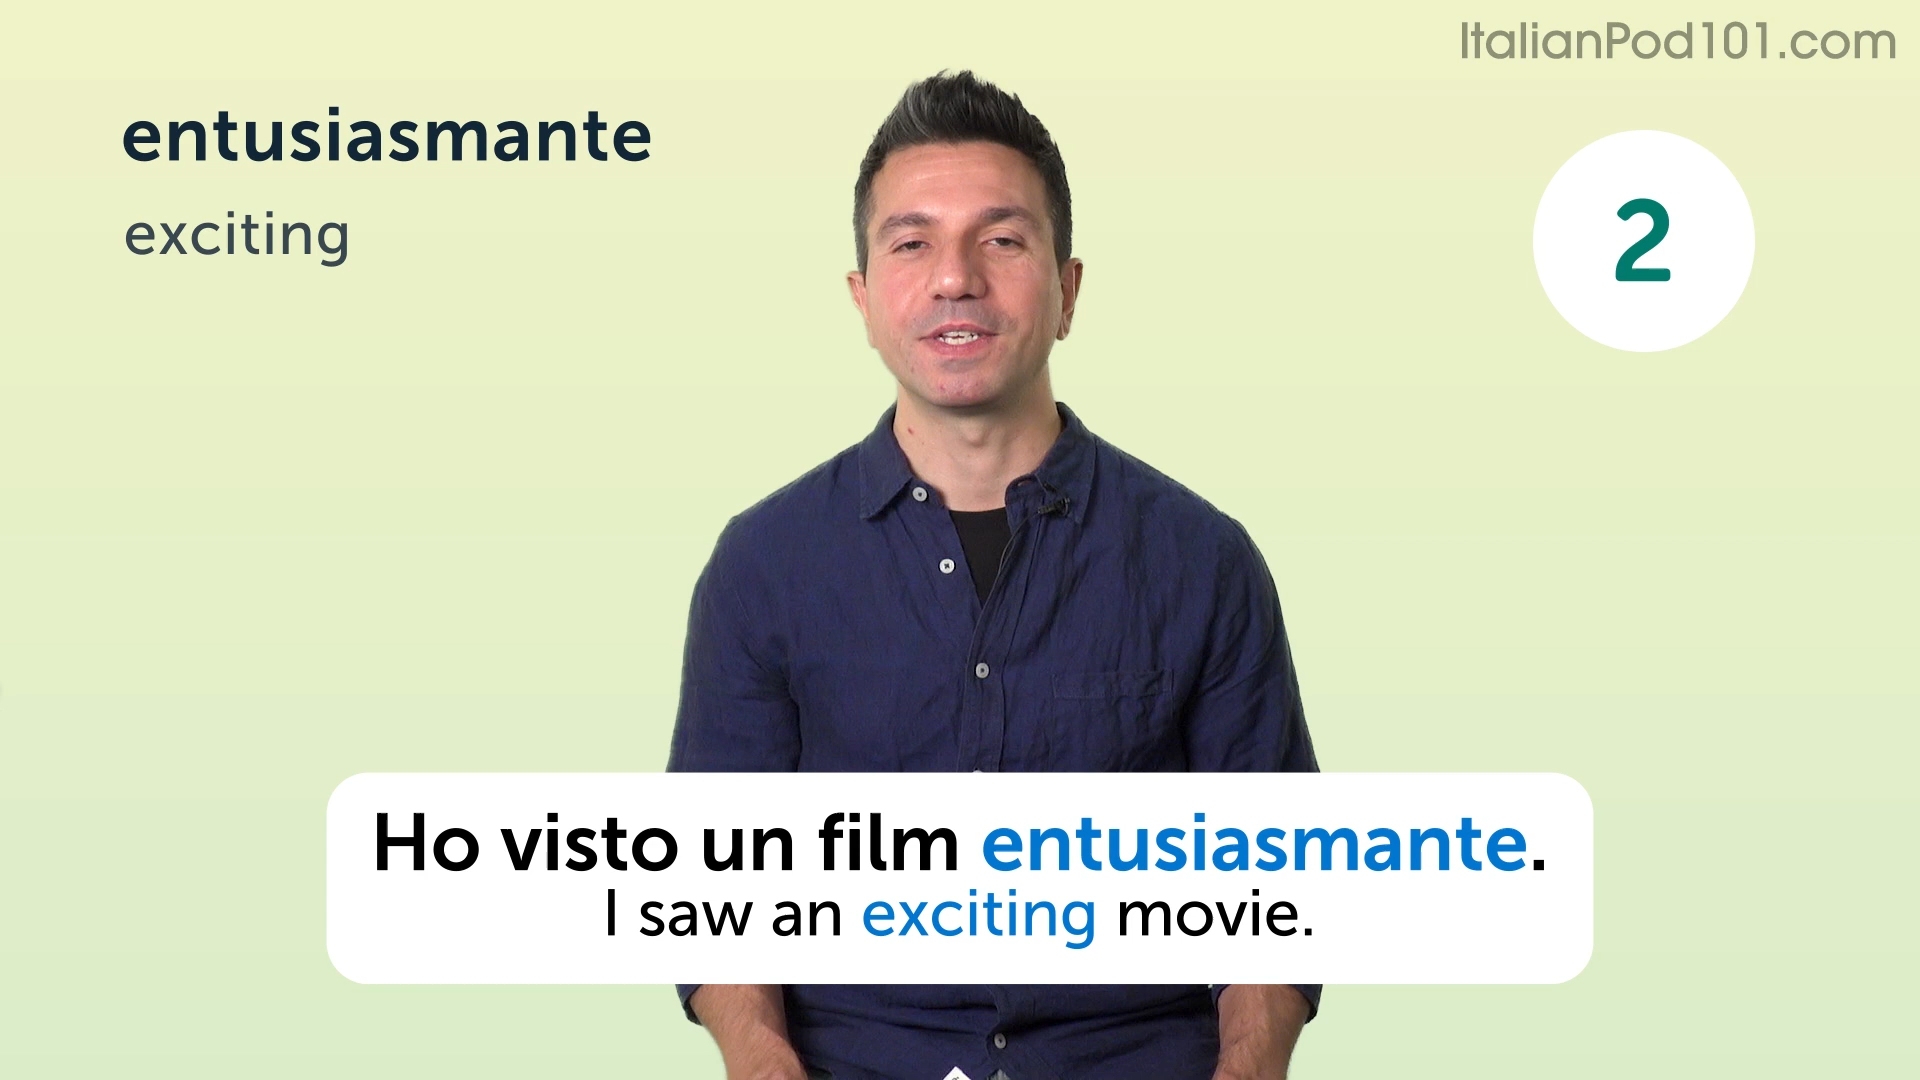 ItalianPod101.com
entusiasmante
exciting
2
Ho visto un film entusiasmante.
I saw an exciting movie.